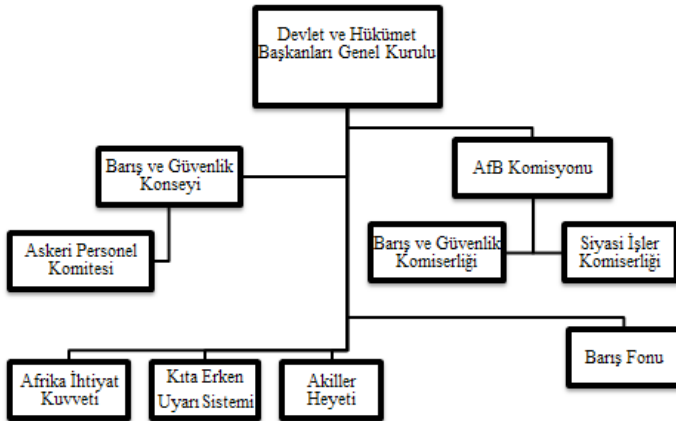 Devlet ve Hükümet
Başkanları Genel Kurulu
Barış ve Güvenlik
Konseyi
AfB Komisyonu
Askeri Personel
Komitesi
Barış ve Güvenlik
Komiserliği
Siyasi İşler
Komiserliği
Afrika İhtiyat
Kuvveti
Kıta Erken
Uyarı Sistemi
Akiller
Heyeti
Barış Fonu